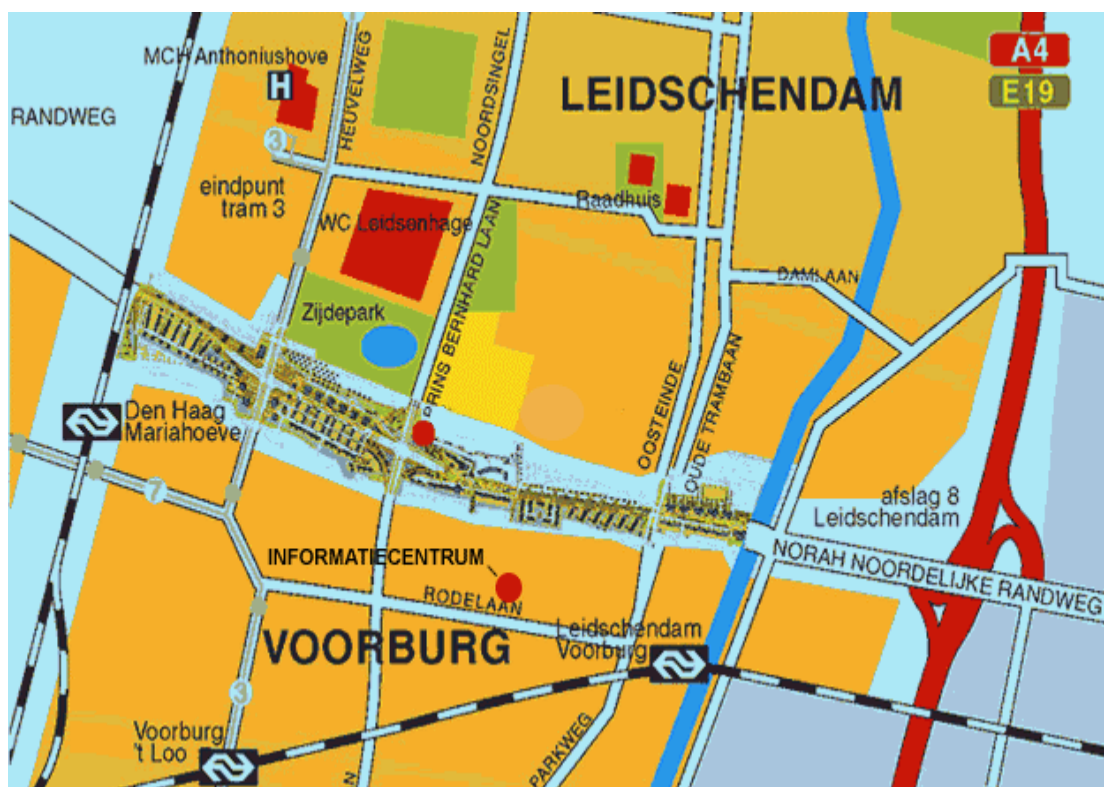 MCH Anthoniushove
H
RANDWEG
HEUVELWEG
NOORDSINGEL
LEIDSCHENDAM
A4
E19
3
eindpunt
tram 3
WC Leidsenhage
Raadhuis
PRINS BERNHARD LAAN
DAMLAAN
Zijdepark
Den Haag
Mariahoeve
OOSTEINDE
OUDE TRAMBAAN
7
afslag 8
Leidschendam
NORAH NOORDELIJKE RANDWEG
INFORMATIECENTRUM
RODELAAN
VOORBURG
Leidschendam
Voorburg
3
Voorburg
't Loo
PARKWEG
N